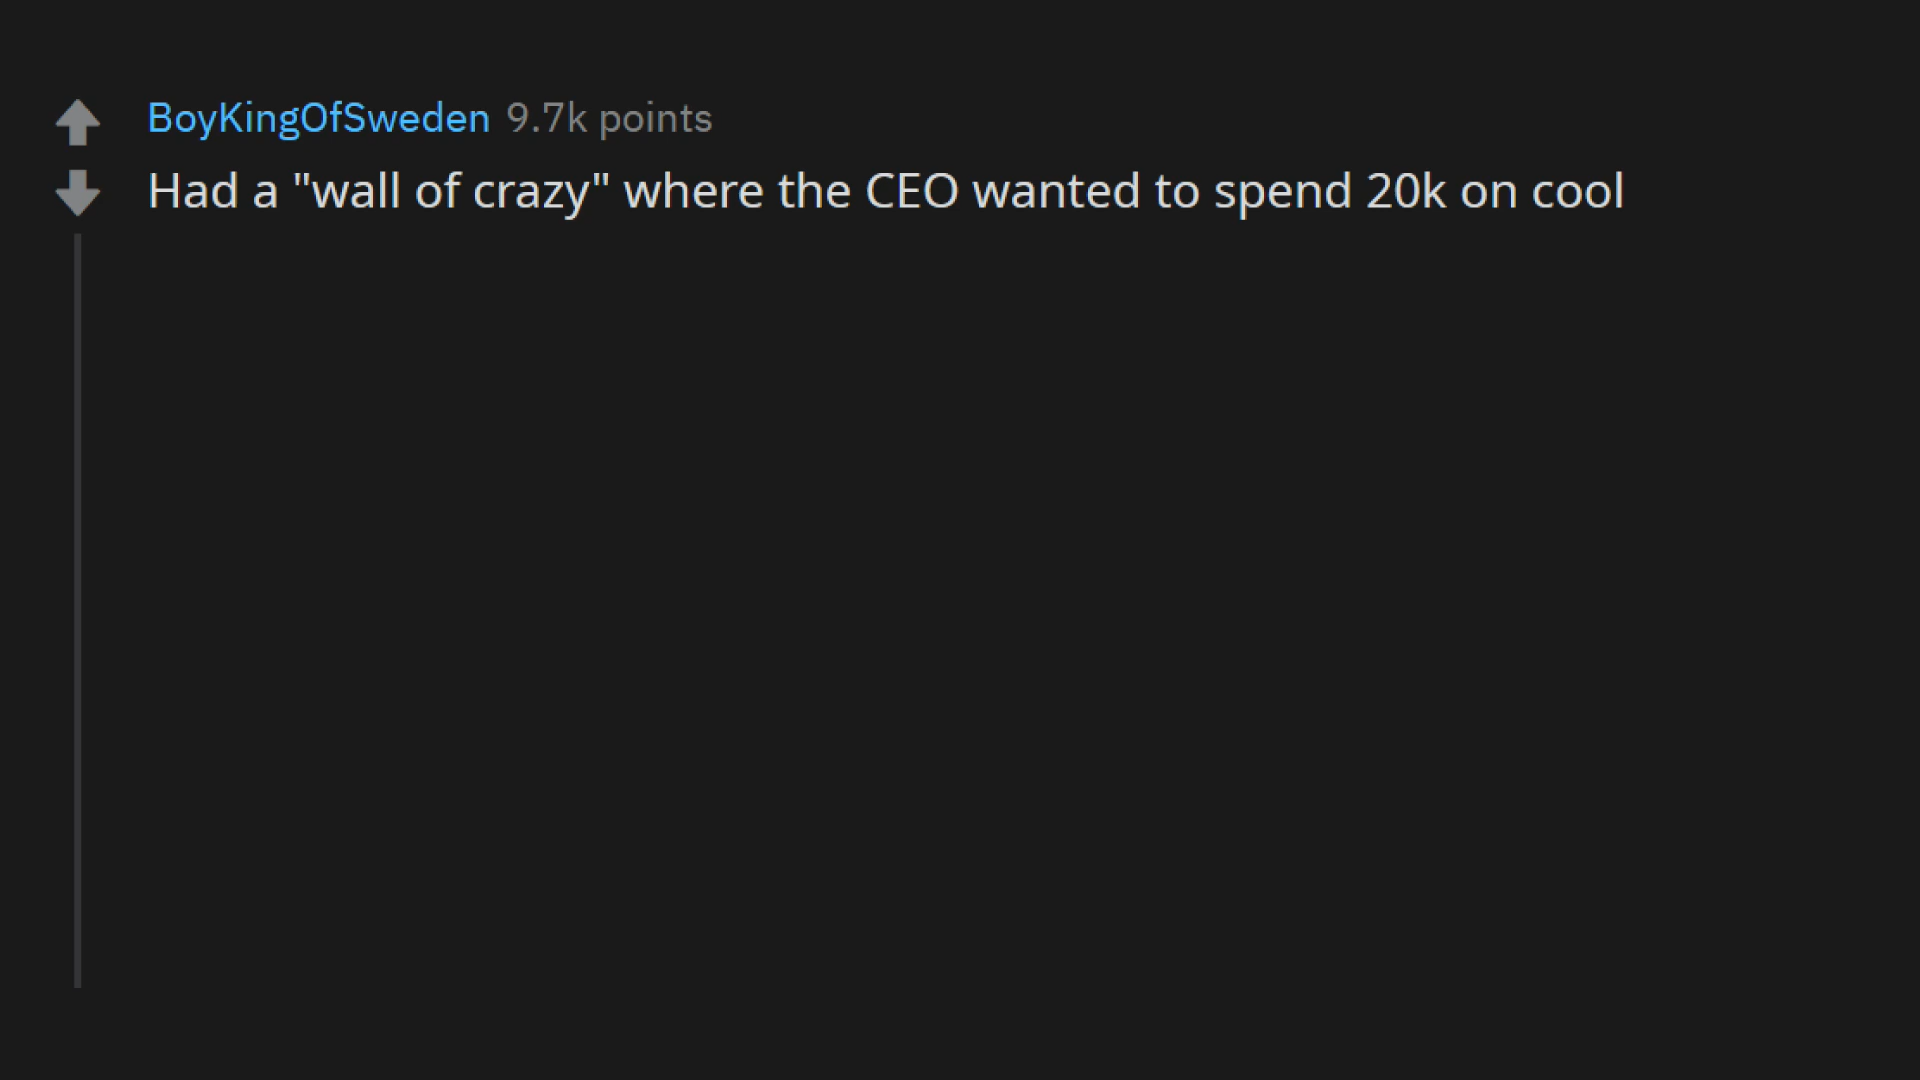 BoyKingOfSweden 9.7k points
Had a "wall of crazy" where the CEO wanted to spend 20k on cool